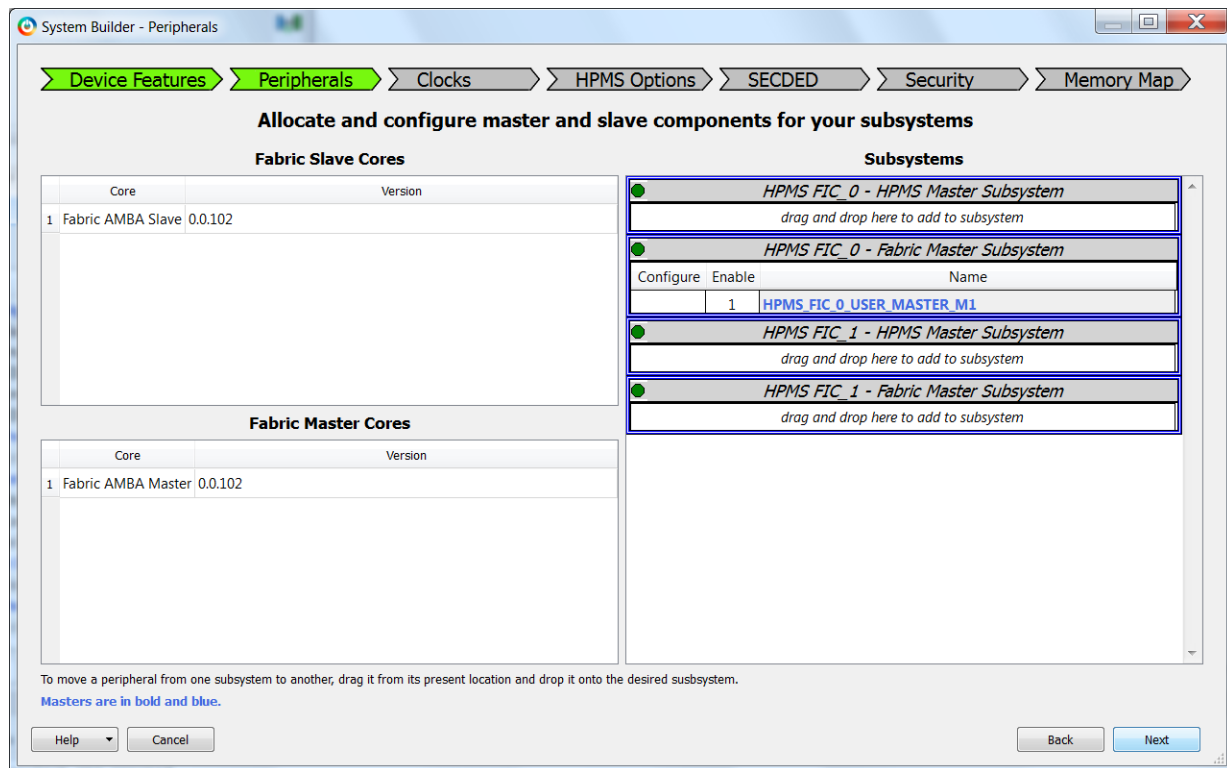 System Builder - Peripherals
Device Features Peripherals Clocks HPMS Options SECDED Security Memory Map
Allocate and configure master and slave components for your subsystems
Fabric Slave Cores
Core Version
1 Fabric AMBA Slave 0.0.102
Fabric Master Cores
Core Version
1 Fabric AMBA Master 0.0.102
Subsystems
HPMS FIC_0 - HPMS Master Subsystem
drag and drop here to add to subsystem
HPMS FIC_0 - Fabric Master Subsystem
Configure Enable Name
1 HPMS_FIC_0_USER_MASTER_M1
HPMS FIC_1 - HPMS Master Subsystem
drag and drop here to add to subsystem
HPMS FIC_1 - Fabric Master Subsystem
drag and drop here to add to subsystem
To move a peripheral from one subsystem to another, drag it from its present location and drop it onto the desired susbsystem.
Masters are in bold and blue.
Help Cancel Back Next